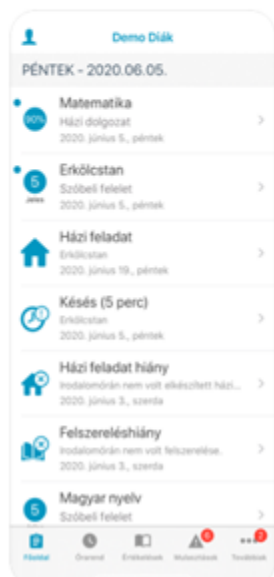 Demo Diák
PÉNTEK - 2020.06.05.
Matematika
90%
Házi dolgozat
2020. június 5., péntek
Erkölcstan
5
Jeles
Szóbeli felelet
2020. június 5., péntek
Házi feladat
Erkölcstan
2020. június 19., péntek
Késés (5 perc)
Erkölcstan
2020. június 5., péntek
Házi feladat hiány
Irodalomórán nem volt elkészített házi...
2020. június 3., szerda
Felszereléshiány
Irodalomórán nem volt felszerelése.
2020. június 3., szerda
Magyar nyelv
5
Szóbeli felelet
Főoldal Órarend Értékelések Mulasztások Továbbiak